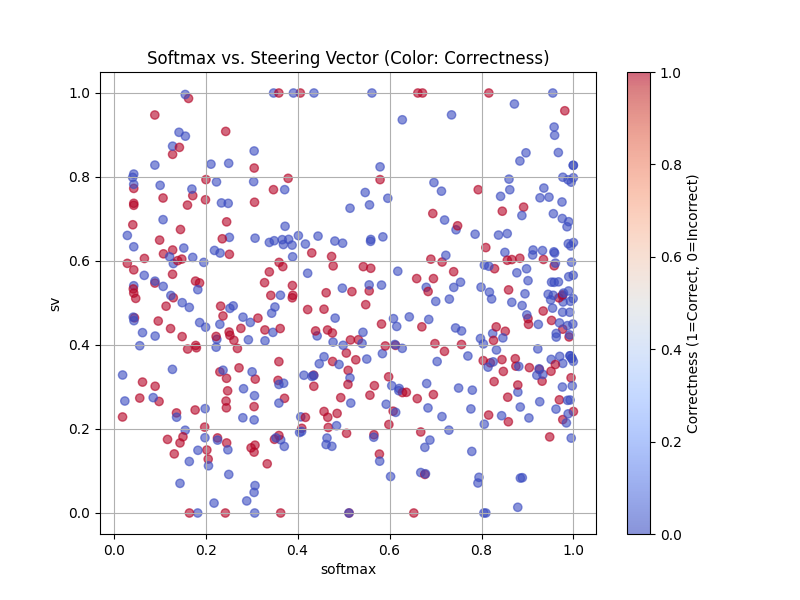 Softmax vs. Steering Vector (Color: Correctness)
1.0
0.8
0.6
0.4
0.2
0.0
sv
0.0 0.2 0.4 0.6 0.8 1.0
softmax
1.0
0.8
0.6
0.4
0.2
0.0
Correctness (1=Correct, 0=Incorrect)